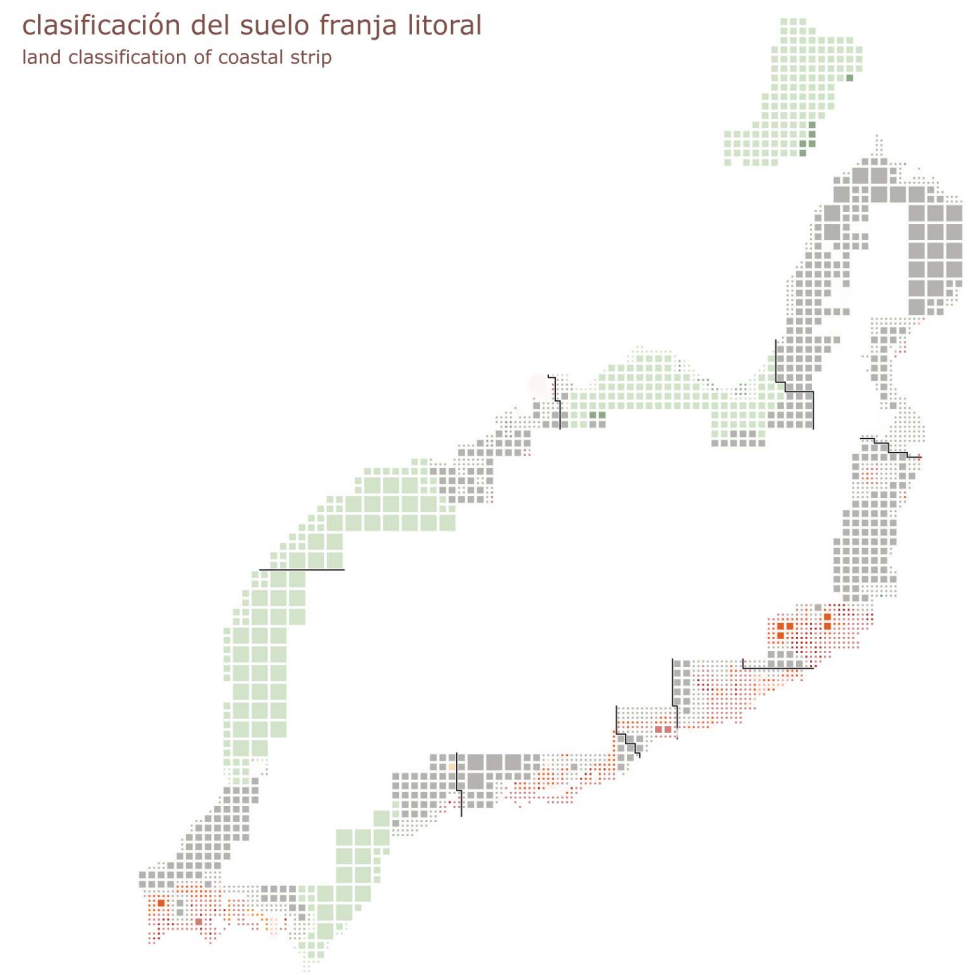 clasificación del suelo franja litoral
land classification of coastal strip